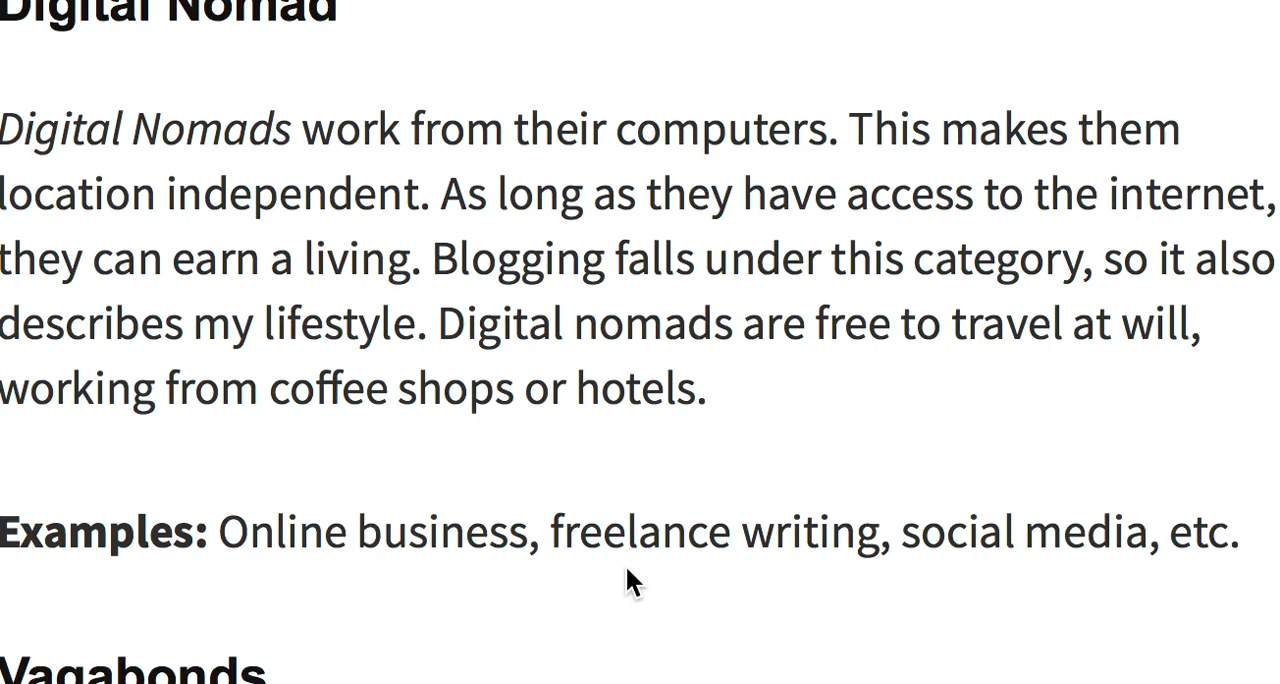 Digital Nomad
Digital Nomads work from their computers. This makes them
location independent. As long as they have access to the internet,
they can earn a living. Blogging falls under this category, so it also
describes my lifestyle. Digital nomads are free to travel at will,
working from coffee shops or hotels.
Examples: Online business, freelance writing, social media, etc.
Vagabonds